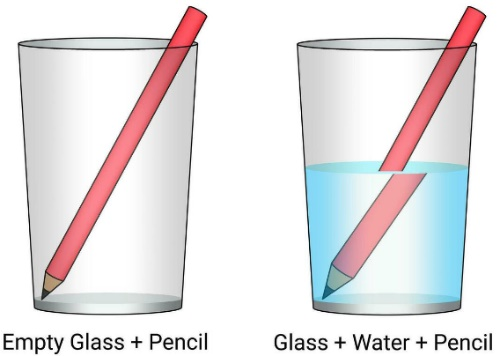 Empty Glass + Pencil
Glass + Water + Pencil